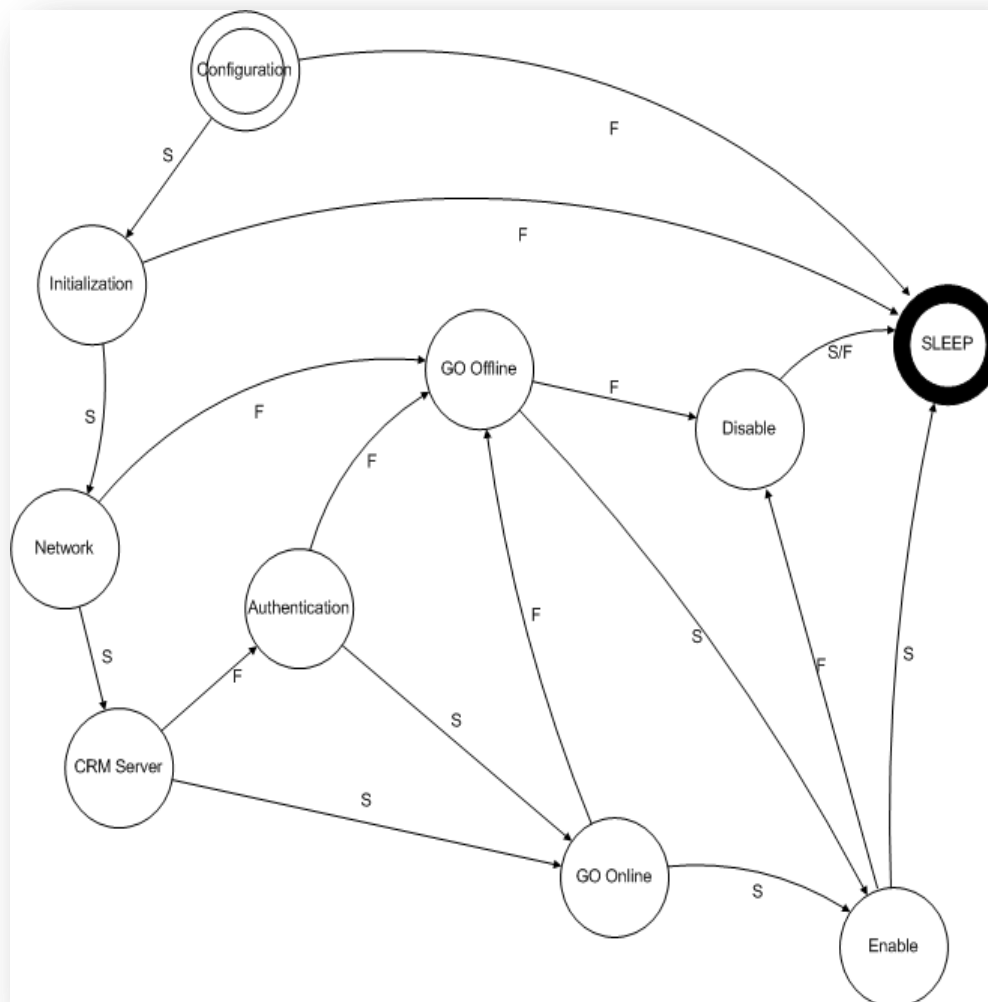 Configuration
F
S
F
Initialization
SLEEP
S/F
GO Offline
F
Disable
F
S
F
Network
Authentication
F
S
S
F
S
F
S
S
CRM Server
S
GO Online
S
Enable